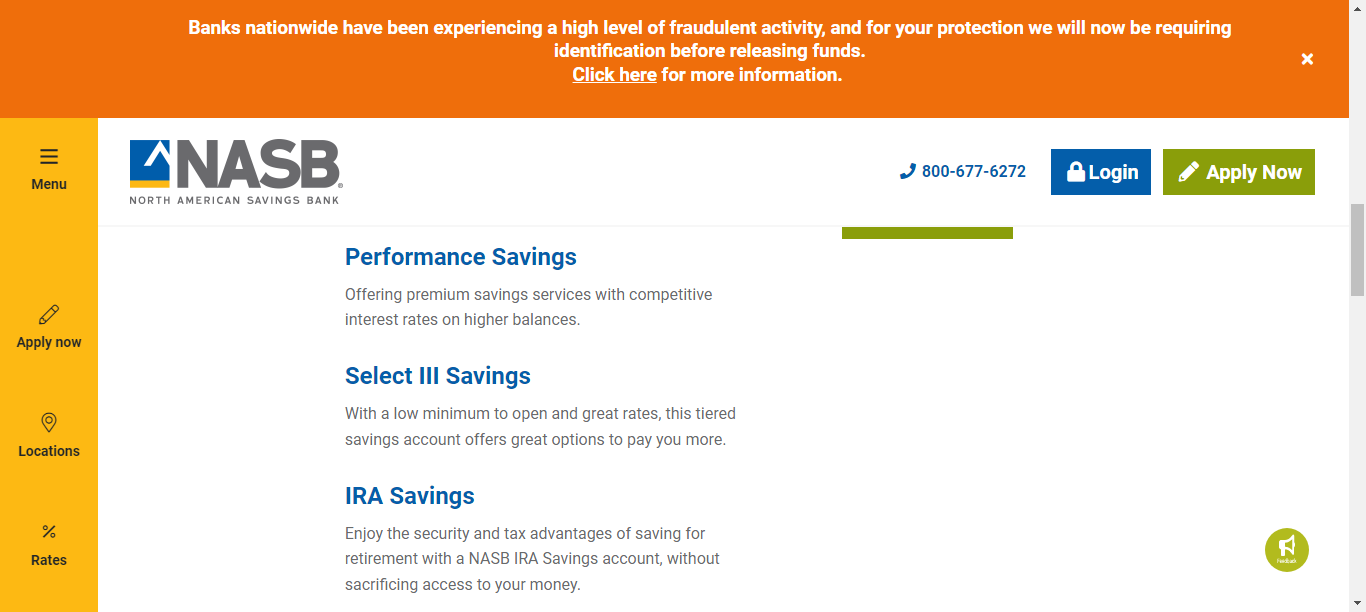 Banks nationwide have been experiencing a high level of fraudulent activity, and for your protection we will now be requiring
identification before releasing funds.
Click here for more information.
Menu
NASB®
NORTH AMERICAN SAVINGS BANK
800-677-6272
Login
Apply Now
Performance Savings
Offering premium savings services with competitive
interest rates on higher balances.
Apply now
Select III Savings
With a low minimum to open and great rates, this tiered
savings account offers great options to pay you more.
Locations
IRA Savings
Enjoy the security and tax advantages of saving for
retirement with a NASB IRA Savings account, without
sacrificing access to your money.
Rates
Feedback